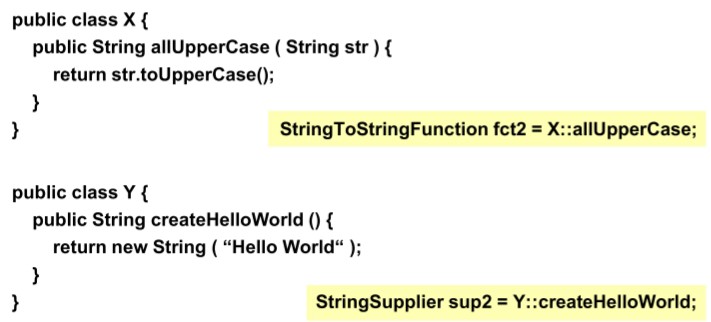 public class X {
public String allUpperCase ( String str ) {
return str.toUpperCase();
}
}
StringToStringFunction fct2 = X::allUpperCase;
public class Y {
public String createHelloWorld () {
return new String ( “Hello World“ );
}
}
StringSupplier sup2 = Y::createHelloWorld;